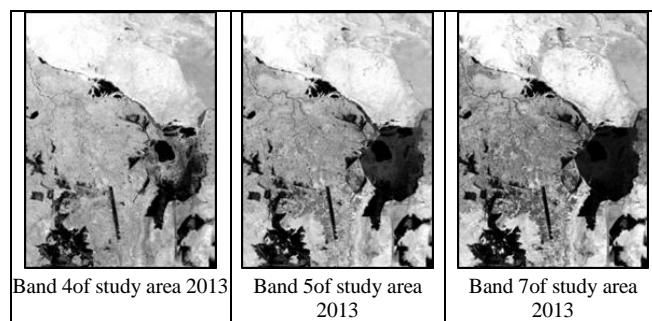 Band 4of study area 2013
Band 5of study area
2013
Band 7of study area
2013